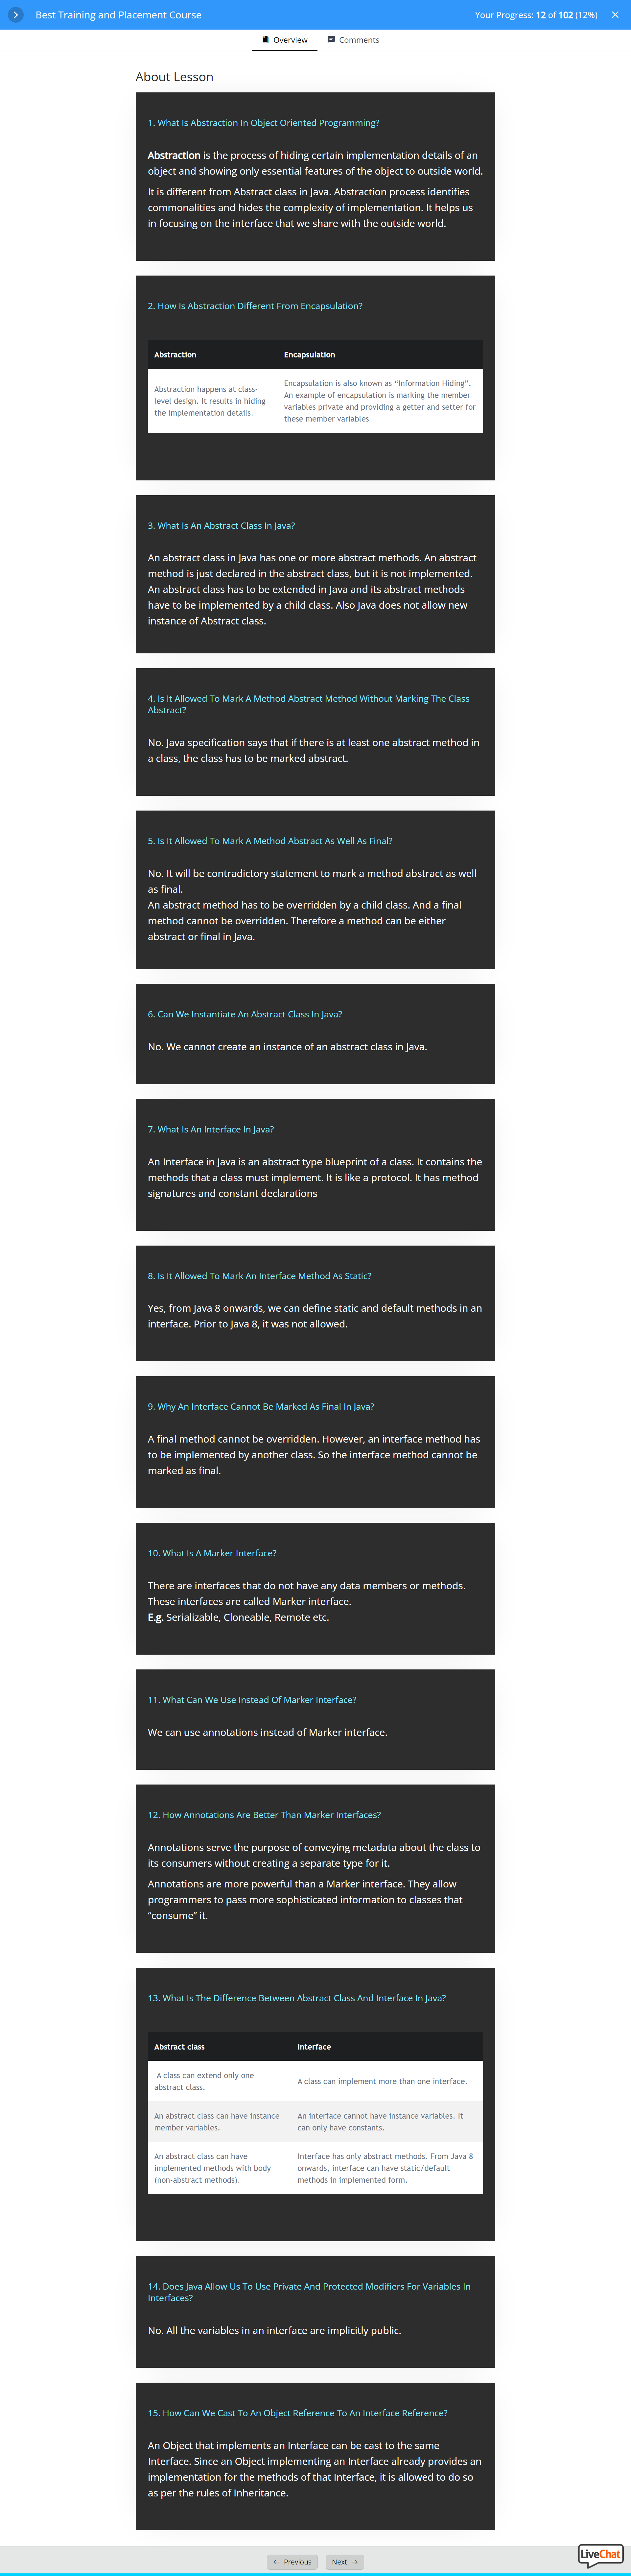 Best Training and Placement Course
Your Progress: 12 of 102 (12%)
Overview
Comments
About Lesson
1. What Is Abstraction In Object Oriented Programming?
Abstraction is the process of hiding certain implementation details of an
object and showing only essential features of the object to outside world.
It is different from Abstract class in Java. Abstraction process identifies
commonalities and hides the complexity of implementation. It helps us
in focusing on the interface that we share with the outside world.
2. How Is Abstraction Different From Encapsulation?
Abstraction
Encapsulation
Abstraction happens at class-
level design. It results in hiding
the implementation details.
Encapsulation is also known as “Information Hiding”.
An example of encapsulation is marking the member
variables private and providing a getter and setter for
these member variables
3. What Is An Abstract Class In Java?
An abstract class in Java has one or more abstract methods. An abstract
method is just declared in the abstract class, but it is not implemented.
An abstract class has to be extended in Java and its abstract methods
have to be implemented by a child class. Also Java does not allow new
instance of Abstract class.
4. Is It Allowed To Mark A Method Abstract Method Without Marking The Class
Abstract?
No. Java specification says that if there is at least one abstract method in
a class, the class has to be marked abstract.
5. Is It Allowed To Mark A Method Abstract As Well As Final?
No. It will be contradictory statement to mark a method abstract as well
as final.
An abstract method has to be overridden by a child class. And a final
method cannot be overridden. Therefore a method can be either
abstract or final in Java.
6. Can We Instantiate An Abstract Class In Java?
No. We cannot create an instance of an abstract class in Java.
7. What Is An Interface In Java?
An Interface in Java is an abstract type blueprint of a class. It contains the
methods that a class must implement. It is like a protocol. It has method
signatures and constant declarations
8. Is It Allowed To Mark An Interface Method As Static?
Yes, from Java 8 onwards, we can define static and default methods in an
interface. Prior to Java 8, it was not allowed.
9. Why An Interface Cannot Be Marked As Final In Java?
A final method cannot be overridden. However, an interface method has
to be implemented by another class. So the interface method cannot be
marked as final.
10. What Is A Marker Interface?
There are interfaces that do not have any data members or methods.
These interfaces are called Marker interface.
E.g. Serializable, Cloneable, Remote etc.
11. What Can We Use Instead Of Marker Interface?
We can use annotations instead of Marker interface.
12. How Annotations Are Better Than Marker Interfaces?
Annotations serve the purpose of conveying metadata about the class to
its consumers without creating a separate type for it.
Annotations are more powerful than a Marker interface. They allow
programmers to pass more sophisticated information to classes that
“consume” it.
13. What Is The Difference Between Abstract Class And Interface In Java?
Abstract class
Interface
A class can extend only one
abstract class.
A class can implement more than one interface.
An abstract class can have instance
member variables.
An interface cannot have instance variables. It
can only have constants.
An abstract class can have
implemented methods with body
(non-abstract methods).
Interface has only abstract methods. From Java 8
onwards, interface can have static/default
methods in implemented form.
14. Does Java Allow Us To Use Private And Protected Modifiers For Variables In
Interfaces?
No. All the variables in an interface are implicitly public.
15. How Can We Cast To An Object Reference To An Interface Reference?
An Object that implements an Interface can be cast to the same
Interface. Since an Object implementing an Interface already provides an
implementation for the methods of that Interface, it is allowed to do so
as per the rules of Inheritance.
Previous
Next
LiveChat